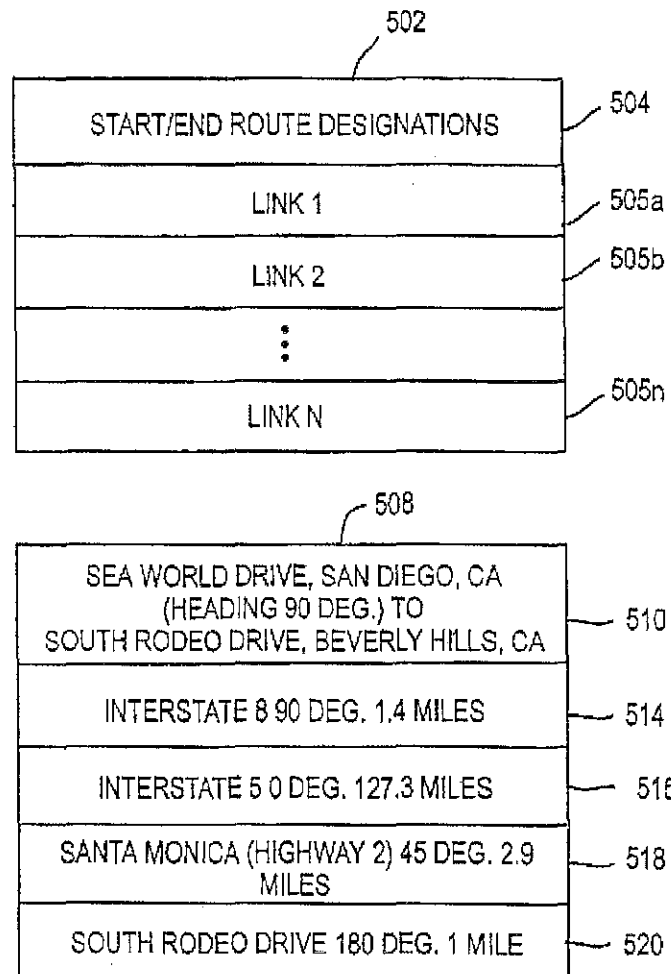 502
START/END ROUTE DESIGNATIONS
504
LINK 1
505a
LINK 2
505b
LINK N
505n
508
SEA WORLD DRIVE, SAN DIEGO, CA
(HEADING 90 DEG.) TO
SOUTH RODEO DRIVE, BEVERLY HILLS, CA
510
INTERSTATE 8 90 DEG. 1.4 MILES
514
INTERSTATE 5 0 DEG. 127.3 MILES
516
SANTA MONICA (HIGHWAY 2) 45 DEG. 2.9
MILES
518
SOUTH RODEO DRIVE 180 DEG. 1 MILE
520